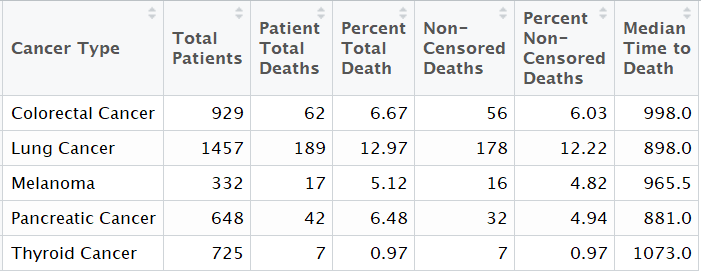 Cancer Type Total Patients Patient Total Deaths Percent Total Death Non-Censored Deaths Percent Non-Censored Deaths Median Time to Death
Colorectal Cancer 929 62 6.67 56 6.03 998.0
Lung Cancer 1457 189 12.97 178 12.22 898.0
Melanoma 332 17 5.12 16 4.82 965.5
Pancreatic Cancer 648 42 6.48 32 4.94 881.0
Thyroid Cancer 725 7 0.97 7 0.97 1073.0